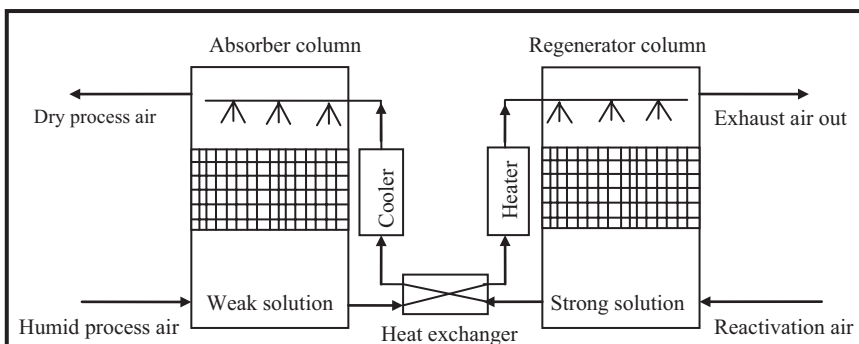 Absorber column
Regenerator column
Dry process air
Exhaust air out
Cooler
Heater
Weak solution
Strong solution
Humid process air
Heat exchanger
Reactivation air